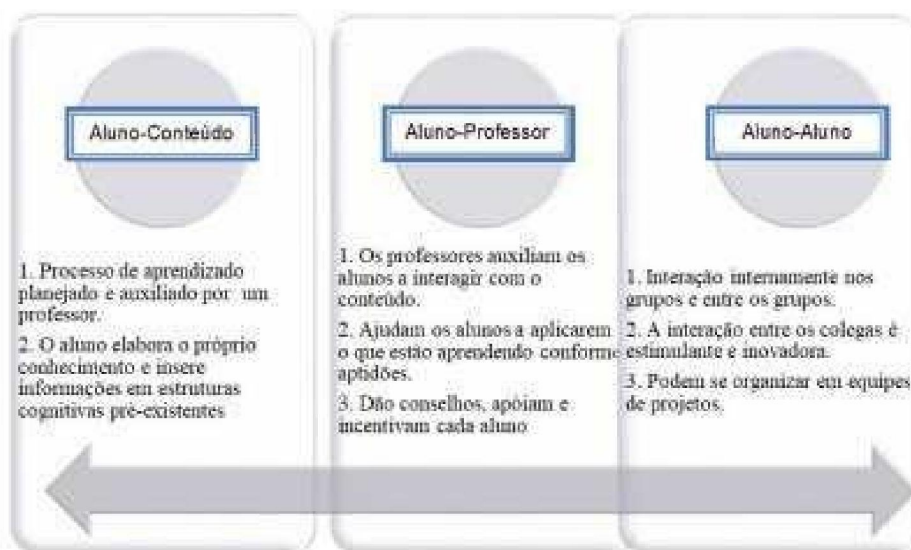 Aluno-Conteúdo
1. Processo de aprendizado
planejado e auxiliado por um
professor.
2. O aluno elabora o próprio
conhecimento e insere
informações em estruturas
cognitivas pré-existentes
Aluno-Professor
1. Os professores auxiliam os
alunos a interagir com o
conteúdo.
2. Ajudam os alunos a aplicarem
o que estão aprendendo conforme
aptidões.
3. Dão conselhos, apóiam e
incentivam cada aluno
Aluno-Aluno
1. Interação internamente nos
grupos e entre os grupos.
2. A interação entre os colegas é
estimulante e inovadora.
3. Podem se organizar em equipes
de projetos.